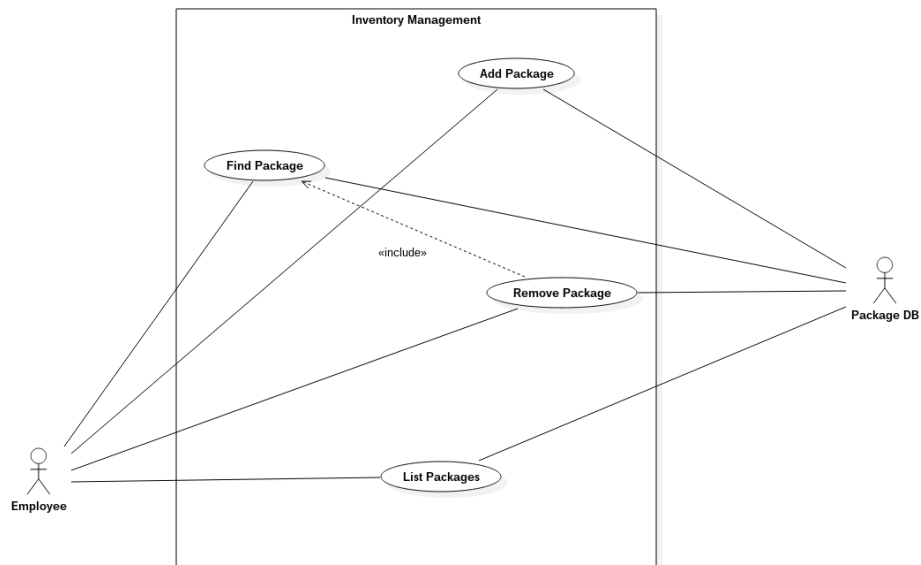 Inventory Management
Add Package
Find Package
«include»
Remove Package
Package DB
List Packages
Employee